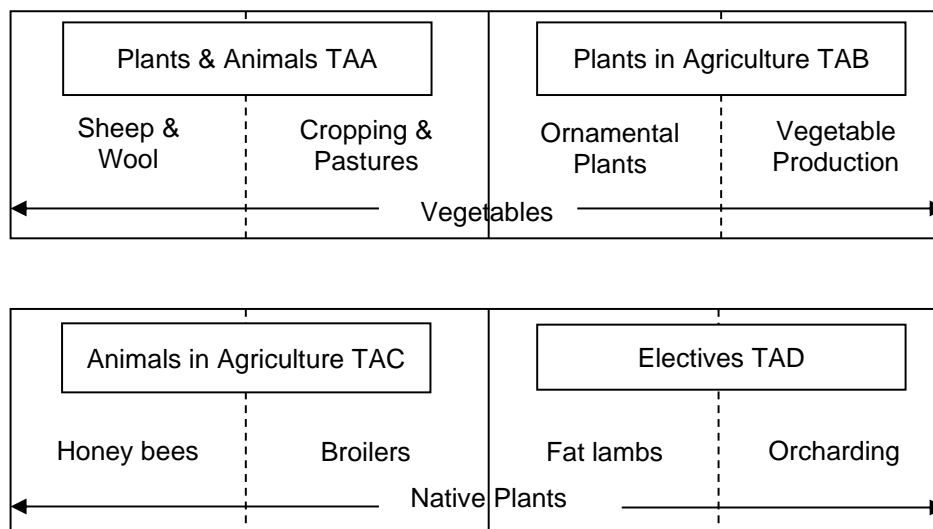 Plants & Animals TAA
Plants in Agriculture TAB
Sheep &
Wool
Cropping &
Pastures
Ornamental
Plants
Vegetable
Production
Vegetables
Animals in Agriculture TAC
Electives TAD
Honey bees
Broilers
Fat lambs
Orcharding
Native Plants